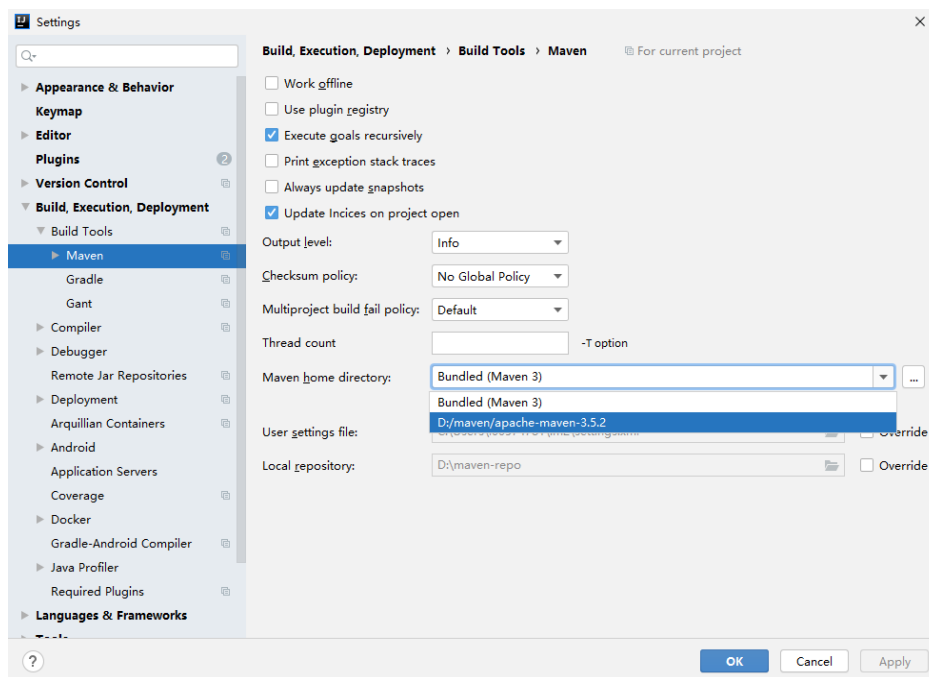 Settings
Appearance & Behavior
Keymap
Editor
Plugins
2
Version Control
Build, Execution, Deployment
Build Tools
Maven
Gradle
Gant
Compiler
Debugger
Remote Jar Repositories
Deployment
Arquillian Containers
Android
Application Servers
Coverage
Docker
Gradle-Android Compiler
Java Profiler
Required Plugins
Languages & Frameworks
Tools
Build, Execution, Deployment › Build Tools › Maven For current project
Work offline
Use plugin registry
Execute goals recursively
Print exception stack traces
Always update snapshots
Update Incices on project open
Output level: Info
Checksum policy: No Global Policy
Multiproject build fail policy: Default
Thread count -T option
Maven home directory: Bundled (Maven 3) ...
Bundled (Maven 3)
D:/maven/apache-maven-3.5.2
User settings file: Override
Local repository: D:\maven-repo Override
? OK Cancel Apply